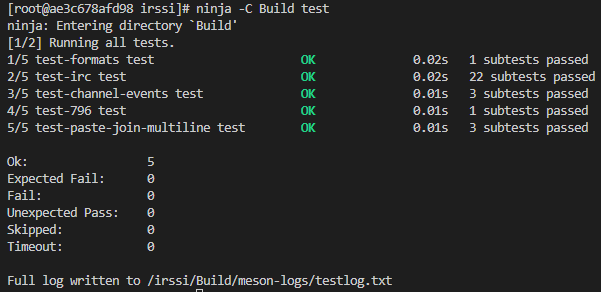 [root@ae3c678afd98 irssi]# ninja -C Build test
ninja: Entering directory `Build'
[1/2] Running all tests.
1/5 test-formats test                   OK              0.02s   1 subtests passed
2/5 test-irc test                       OK              0.02s   22 subtests passed
3/5 test-channel-events test            OK              0.01s   3 subtests passed
4/5 test-796 test                       OK              0.01s   1 subtests passed
5/5 test-paste-join-multiline test      OK              0.01s   3 subtests passed
Ok:                 5
Expected Fail:      0
Fail:               0
Unexpected Pass:    0
Skipped:            0
Timeout:            0
Full log written to /irssi/Build/meson-logs/testlog.txt